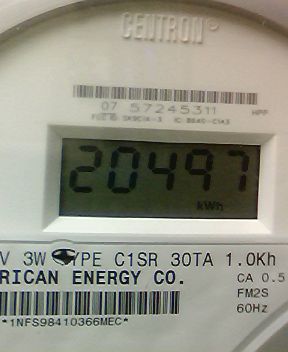 CENTRON®
07 57245311 HPP
20497
kWh
V 3W TYPE C1SR 30TA 1.0Kh
RICAN ENERGY CO. CA 0.5
FM2S
60Hz
*1NFS98410366MEC*